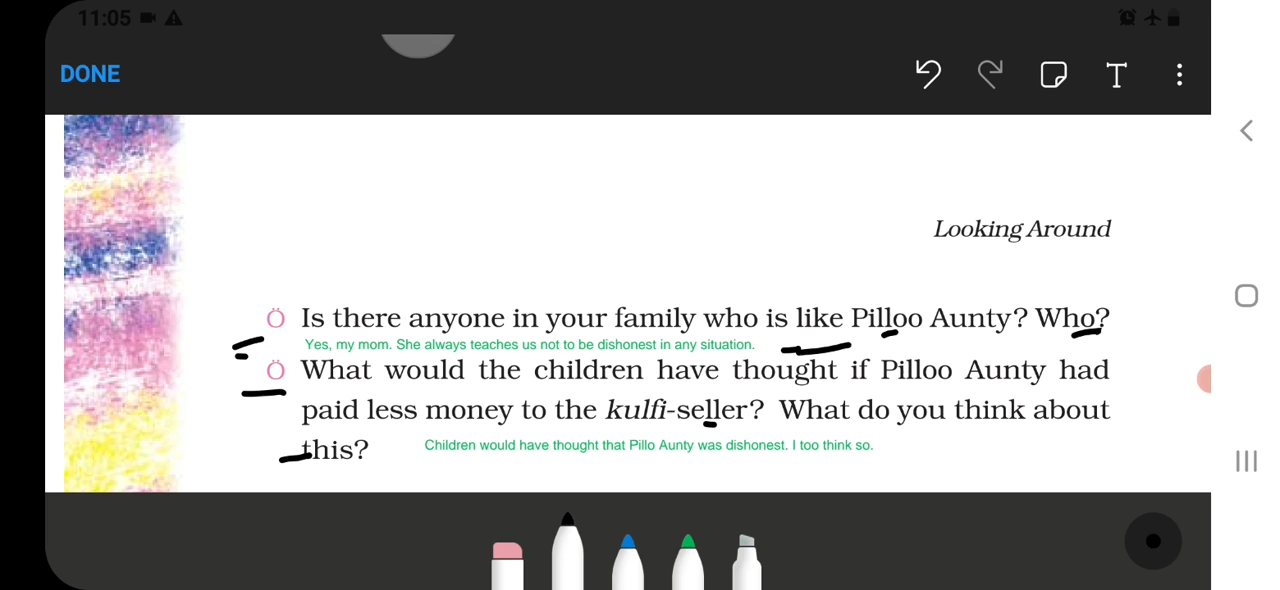 11:05
DONE
T
Looking Around
Ö Is there anyone in your family who is like Pilloo Aunty? Who?
Yes, my mom. She always teaches us not to be dishonest in any situation.
Ö What would the children have thought if Pilloo Aunty had
paid less money to the kulfi-seller? What do you think about
this? Children would have thought that Pillo Aunty was dishonest. I too think so.